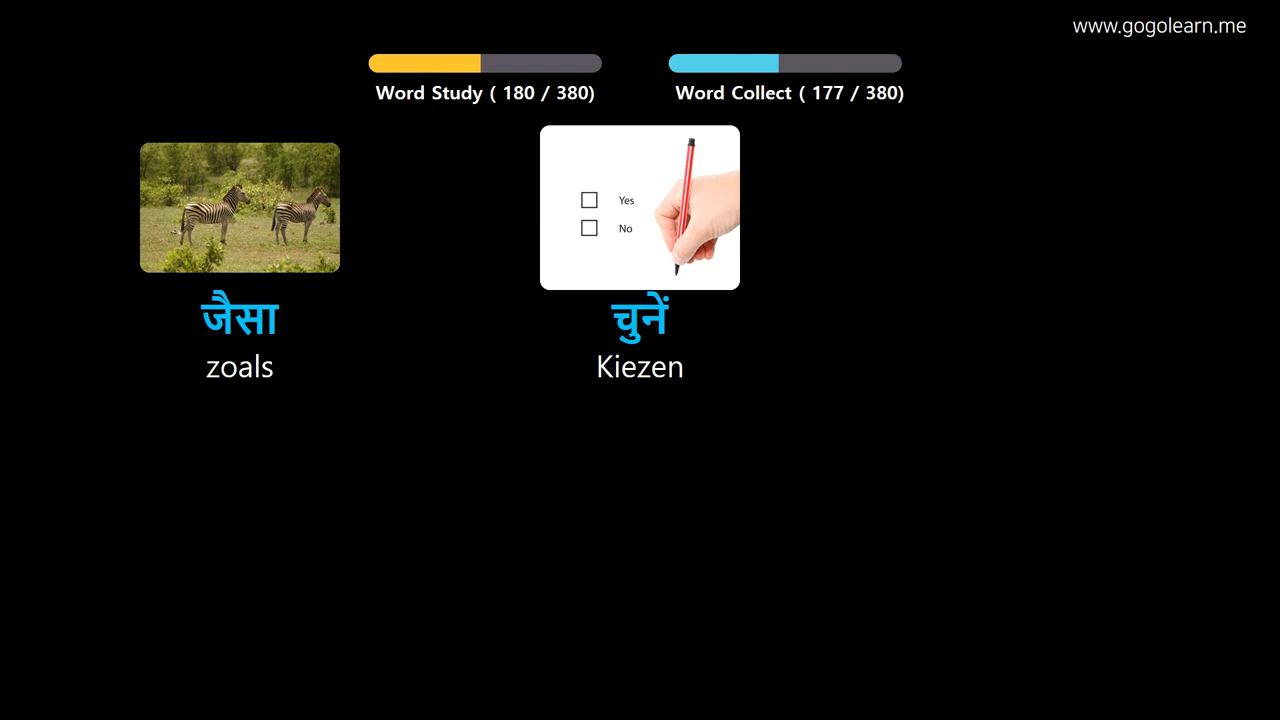 www.gogolearn.me
Word Study ( 180 / 380)
Word Collect ( 177 / 380)
Yes
No
जैसा
zoals
चुनें
Kiezen